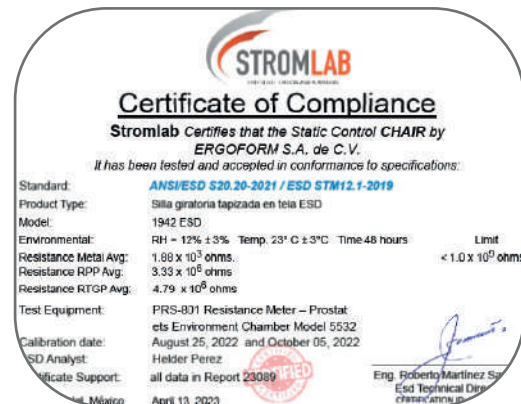 STROMLAB
Certificate of Compliance
Stromlab Certifies that the Static Control CHAIR by
ERGOFORM S.A. de C.V.
It has been tested and accepted in conformance to specifications:
Standard: ANSI/ESD S20.20-2021 / ESD STM12.1-2019
Product Type: Silla giratoria tapizada en tela ESD
Model: 1942 ESD
Environmental: RH = 12% ±3% Temp. 23° C ±3°C Time 48 hours Limit
Resistance Metal Avg: 1.88 x 10³ ohms. < 1.0 x 10⁹ ohms
Resistance RPP Avg: 3.33 x 10⁶ ohms
Resistance RTGP Avg: 4.79 x 10⁶ ohms
Test Equipment: PRS-801 Resistance Meter – Prostat
ets Environment Chamber Model 5532
Calibration date: August 25, 2022 and October 05, 2022
SD Analyst: Helder Perez
tificate Support: all data in Report 23089
CERTIFIED
Eng. Roberto Martínez Sa
Esd Technical Dire
México April 13, 2023